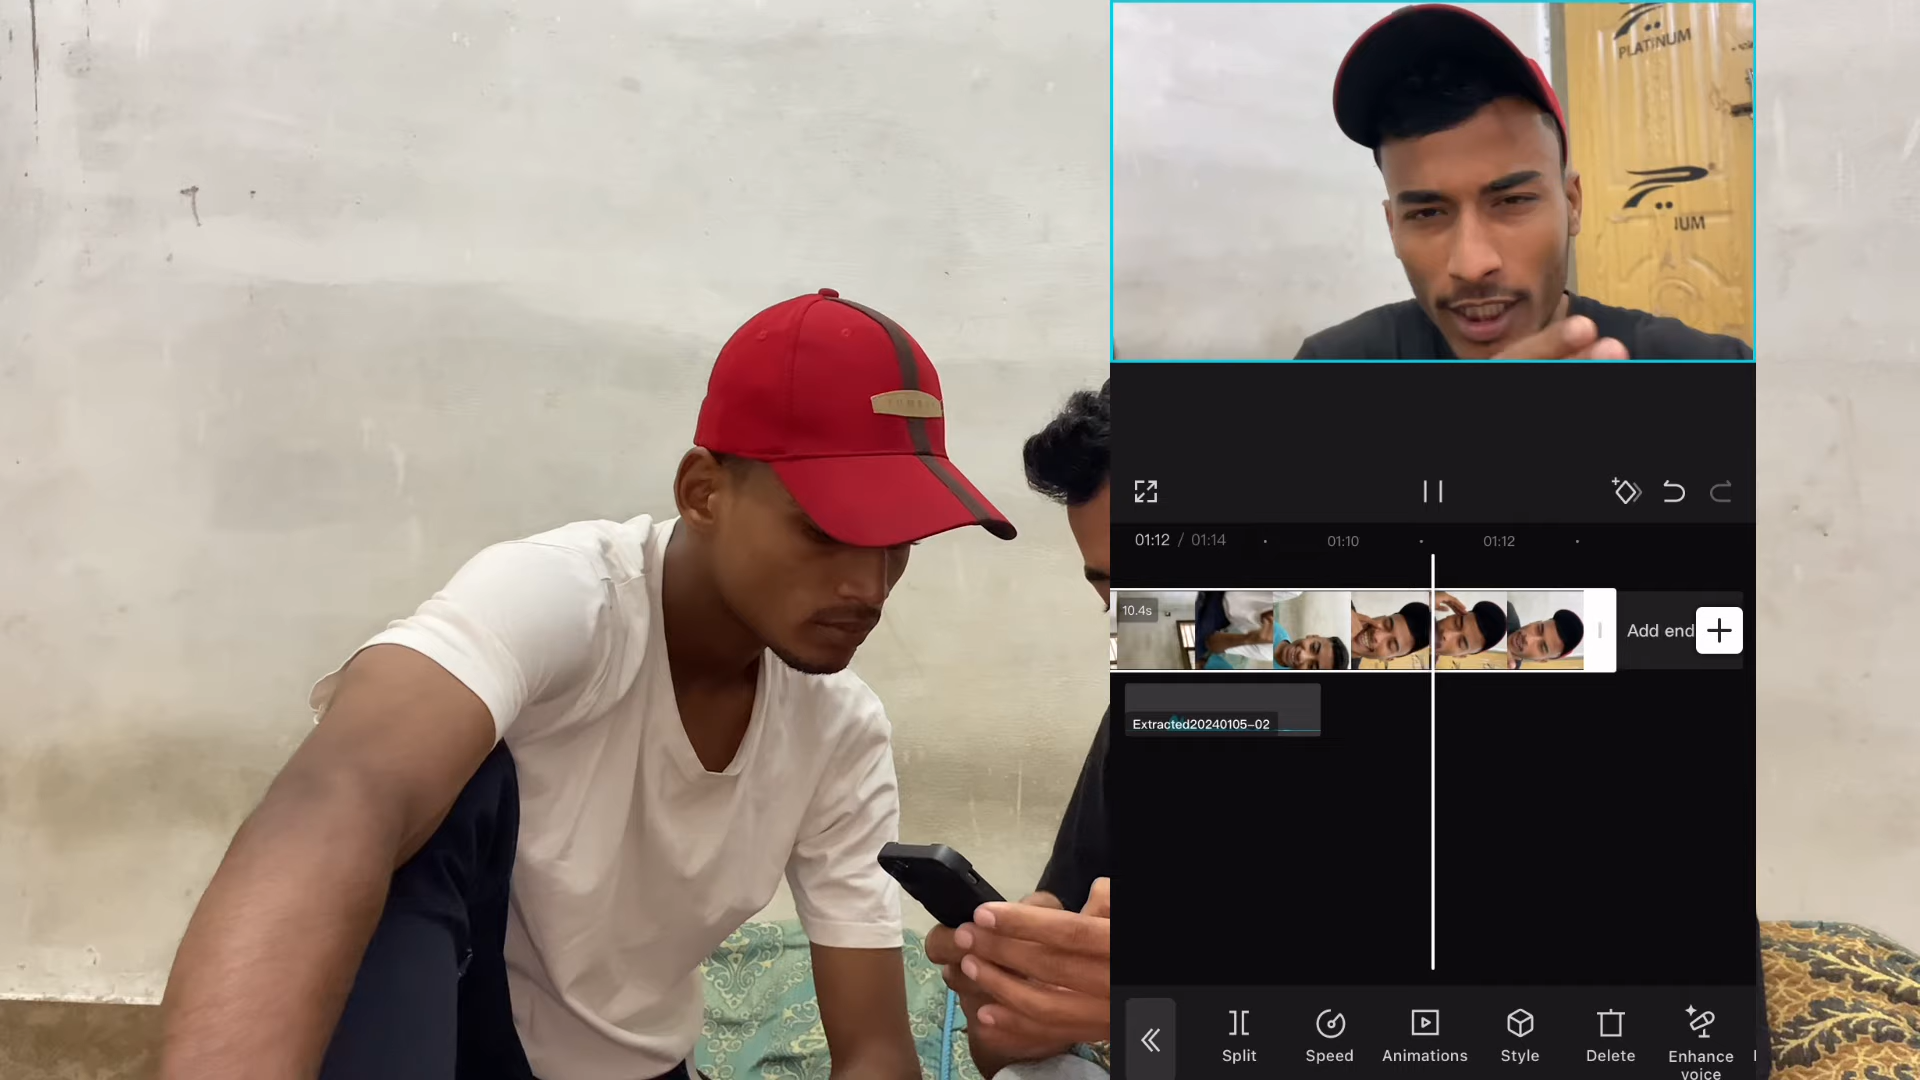 PLATINUM
IUM
01:12 / 01:14
01:10
01:12
10.4s
Add end
Extracted20240105–02
Split
Speed
Animations
Style
Delete
Enhance
voice